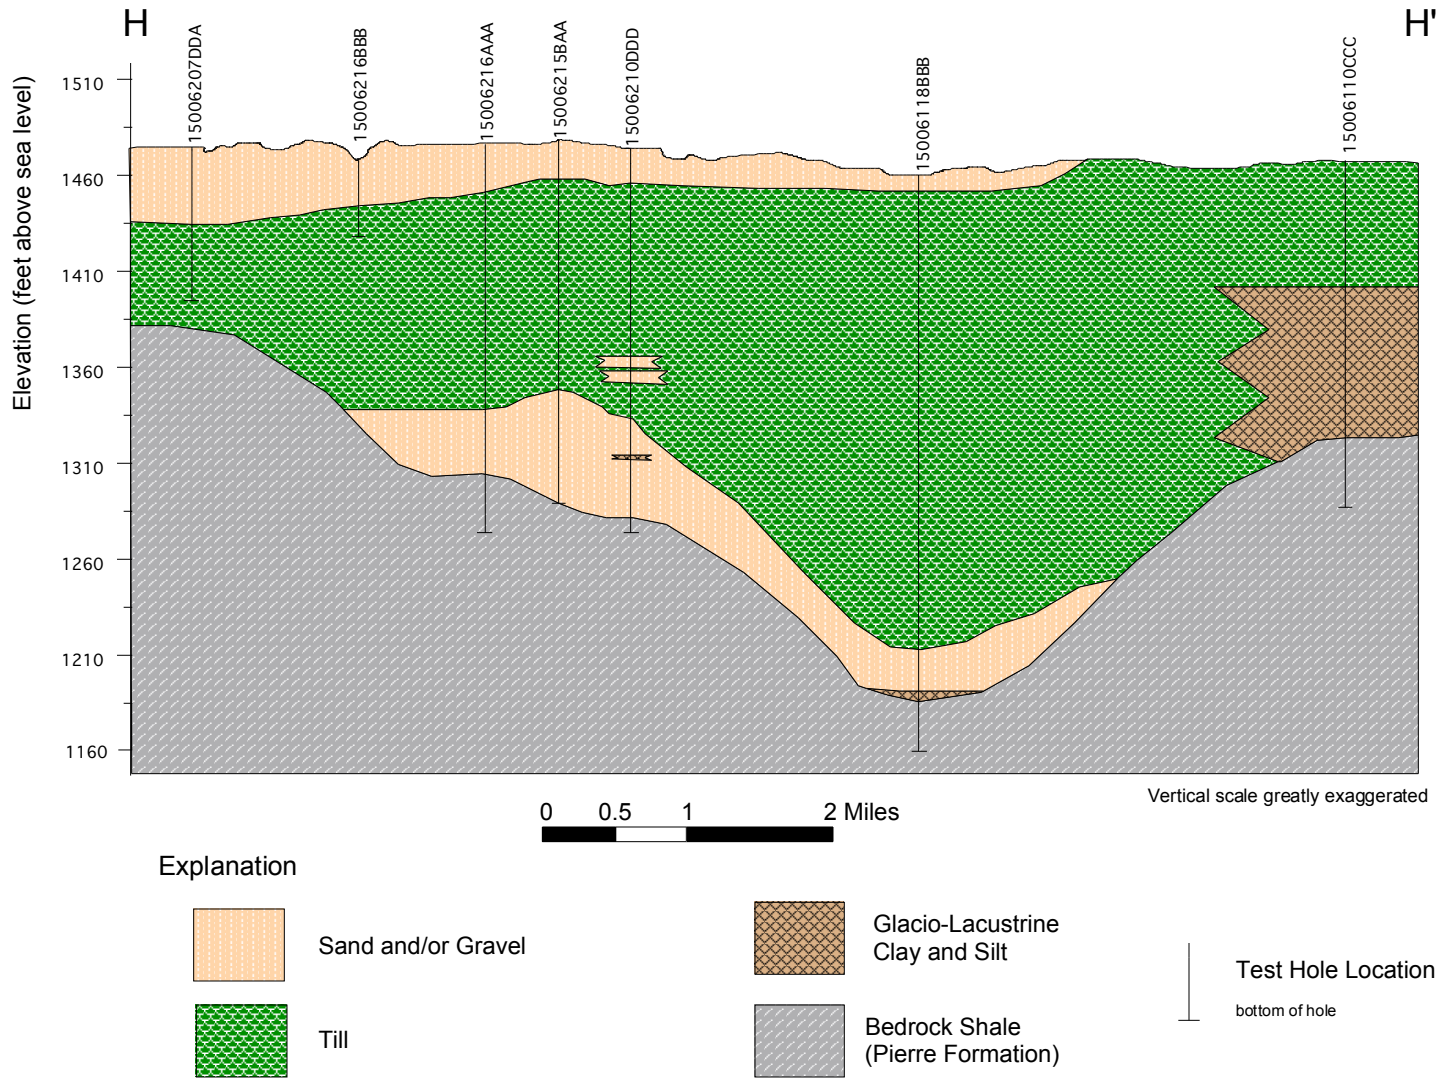 H
H'
15006207DDA
15006216BBB
15006216AAA
15006215BAA
15006210DDD
15006118BBB
15006110CCC
Elevation (feet above sea level)
1510
1460
1410
1360
1310
1260
1210
1160
Vertical scale greatly exaggerated
0 0.5 1 2 Miles
Explanation
Sand and/or Gravel
Till
Glacio-Lacustrine
Clay and Silt
Bedrock Shale
(Pierre Formation)
Test Hole Location
bottom of hole